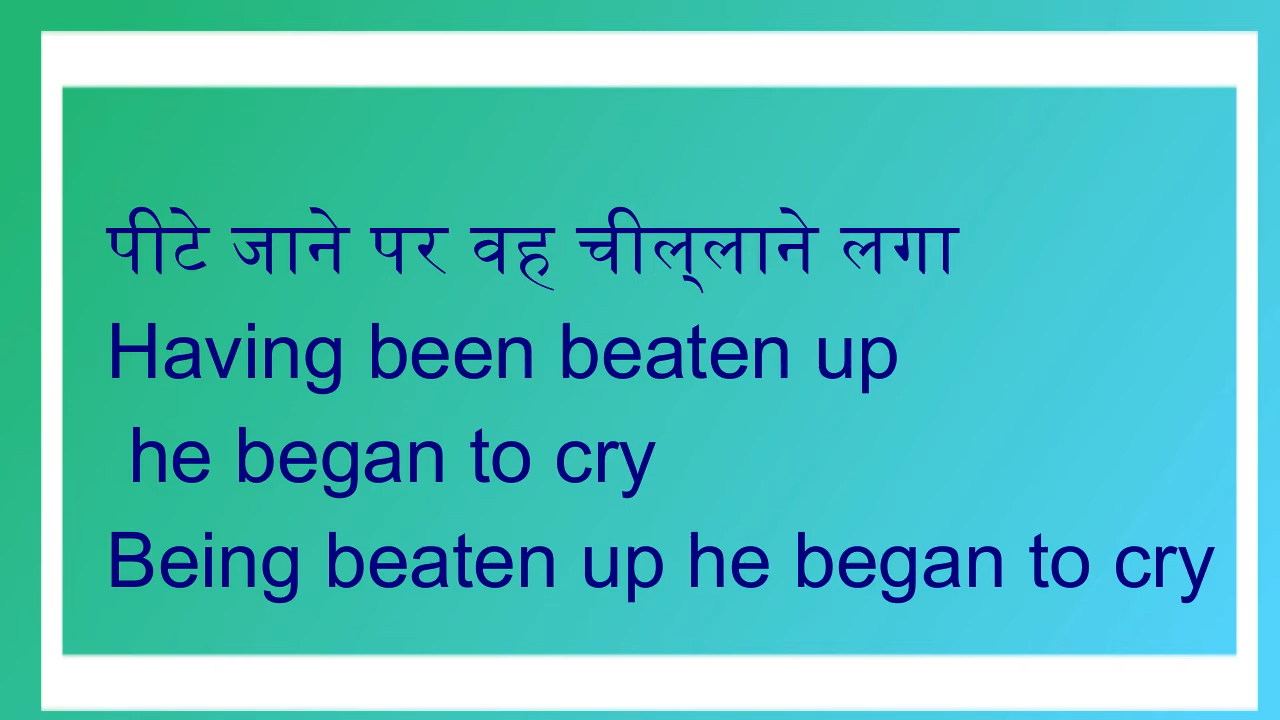 पीटे जाने पर वह चील्‌लाने लगा
Having been beaten up
he began to cry
Being beaten up he began to cry